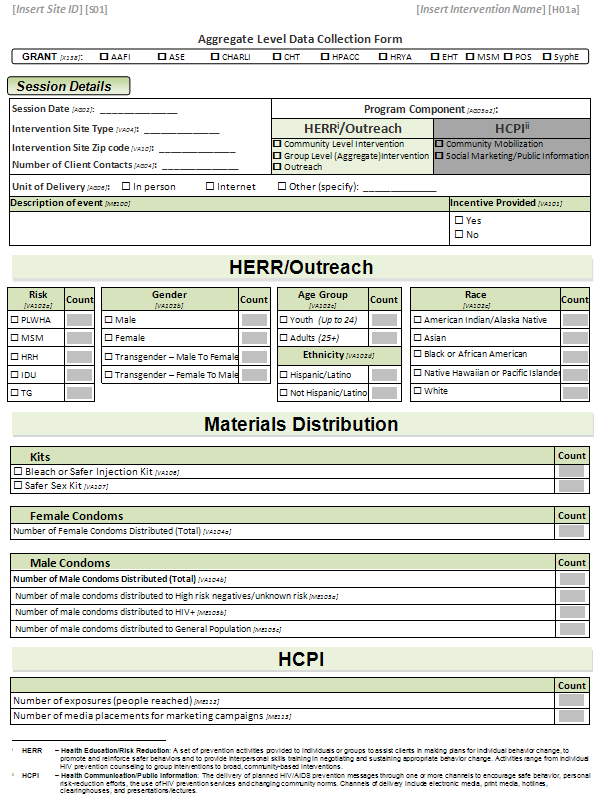 [Insert Site ID] [S01] [Insert Intervention Name] [H01a]
Aggregate Level Data Collection Form
GRANT [X138]: ☐ AAFI ☐ ASE ☐ CHARLI ☐ CHT ☐ HPACC ☐ HRYA ☐ EHT ☐ MSM ☐ POS ☐ SyphE
Session Details
Session Date [AG02]: ______________
Program Component [AG05a2]:
Intervention Site Type [VA04]: ______________
HERRⁱ/Outreach HCPIⁱⁱ
Intervention Site Zip code [VA10]: ______________
☐ Community Level Intervention ☐ Community Mobilization
☐ Group Level (Aggregate)Intervention ☐ Social Marketing/Public Information
Number of Client Contacts [AG04]: ______________
☐ Outreach
Unit of Delivery [AG08]: ☐ In person ☐ Internet ☐ Other (specify): ______________
Description of event [ME100] Incentive Provided [VA101]
☐ Yes
☐ No
HERR/Outreach
Risk Count Gender Count Age Group Count Race Count
[VA102a] [VA102b] [VA102c] [VA102c]
☐ PLWHA ☐ Male ☐ Youth (Up to 24) ☐ American Indian/Alaska Native
☐ MSM ☐ Female ☐ Adults (25+) ☐ Asian
☐ HRH ☐ Transgender – Male To Female Ethnicity [VA102d] ☐ Black or African American
☐ IDU ☐ Transgender – Female To Male ☐ Hispanic/Latino ☐ Native Hawaiian or Pacific Islander
☐ TG ☐ Not Hispanic/Latino ☐ White
Materials Distribution
Kits Count
☐ Bleach or Safer Injection Kit [VA106]
☐ Safer Sex Kit [VA107]
Female Condoms Count
Number of Female Condoms Distributed (Total) [VA104a]
Male Condoms Count
Number of Male Condoms Distributed (Total) [VA104b]
Number of male condoms distributed to High risk negatives/unknown risk [ME103a]
Number of male condoms distributed to HIV+ [ME103b]
Number of male condoms distributed to General Population [ME103c]
HCPI
Count
Number of exposures (people reached) [ME112]
Number of media placements for marketing campaigns [ME113]
ⁱ HERR – Health Education/Risk Reduction: A set of prevention activities provided to individuals or groups to assist clients in making plans for individual behavior change, to
promote and reinforce safer behaviors and to provide interpersonal skills training in negotiating and sustaining appropriate behavior change. Activities range from individual
HIV prevention counseling to group interventions to broad, community-based interventions.
ⁱⁱ HCPI – Health Communication/Public Information: The delivery of planned HIV/AIDS prevention messages through one or more channels to encourage safe behavior, personal
risk-reduction efforts, the use of HIV prevention services and changing community norms. Channels of delivery include electronic media, print media, hotlines,
clearinghouses, and presentations/lectures.